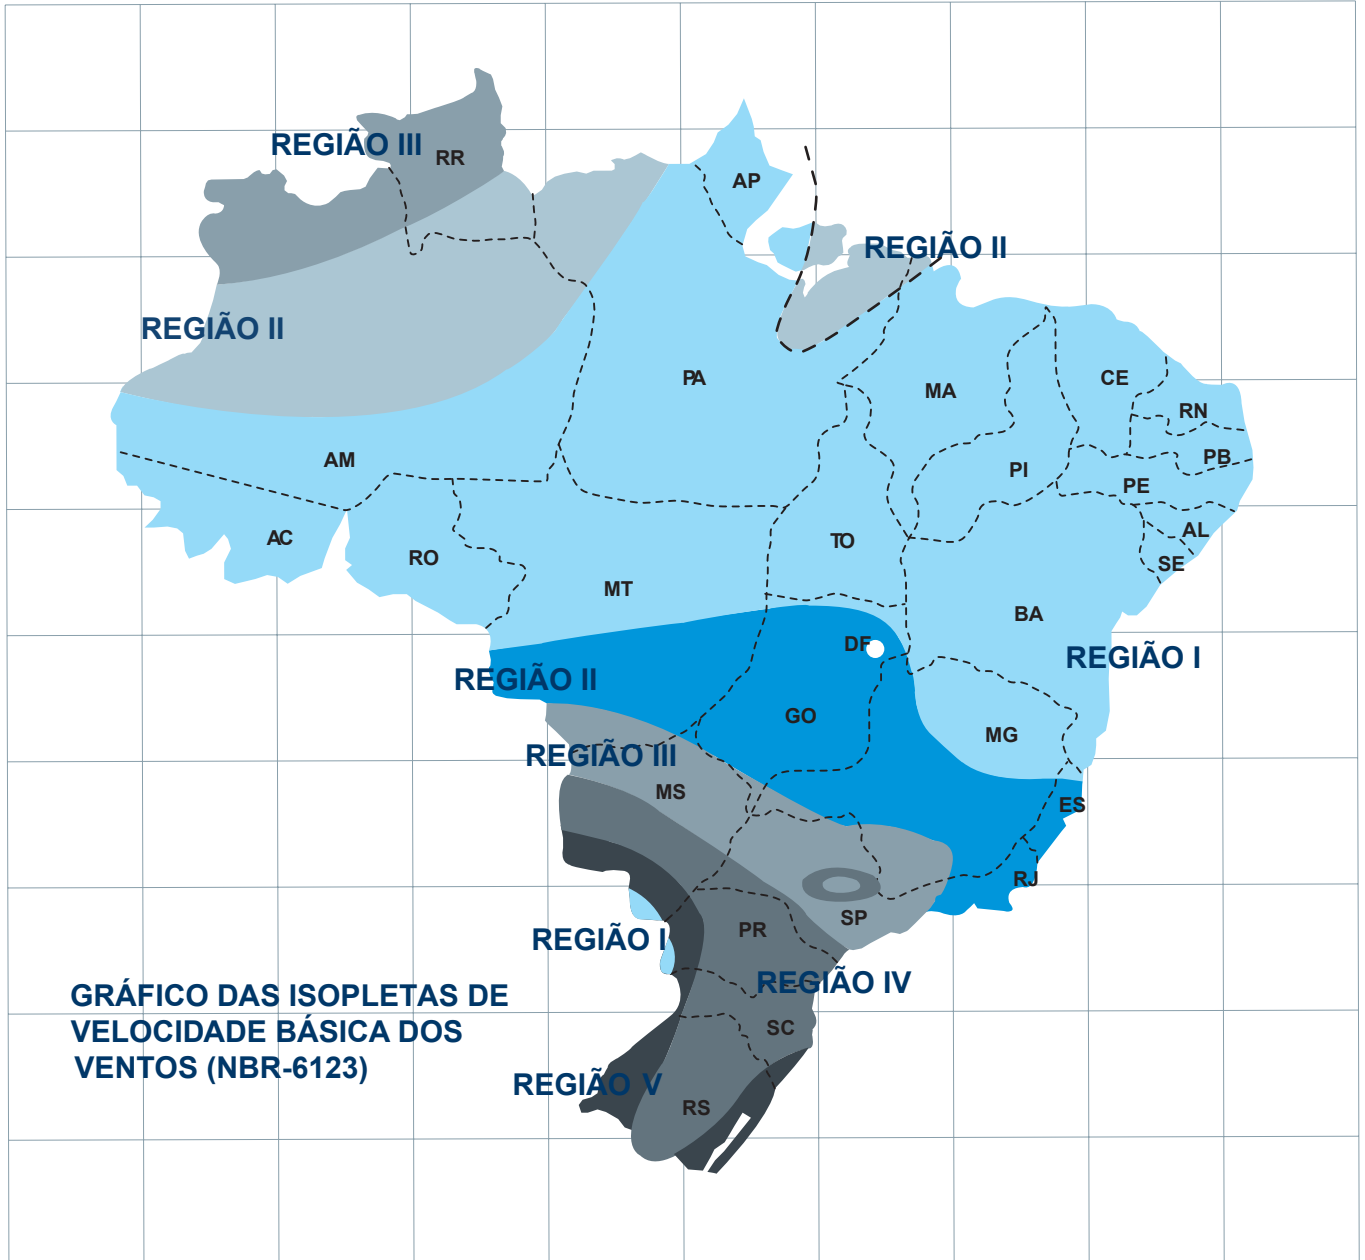 REGIÃO III
RR
AP
REGIÃO II
REGIÃO II
PA
MA
CE
RN
PB
AM
PI
PE
AC
RO
TO
AL
SE
MT
BA
DF
REGIÃO I
REGIÃO II
GO
MG
REGIÃO III
MS
ES
RJ
SP
PR
REGIÃO I
REGIÃO IV
GRÁFICO DAS ISOPLETAS DE
VELOCIDADE BÁSICA DOS
VENTOS (NBR-6123)
SC
REGIÃO V
RS